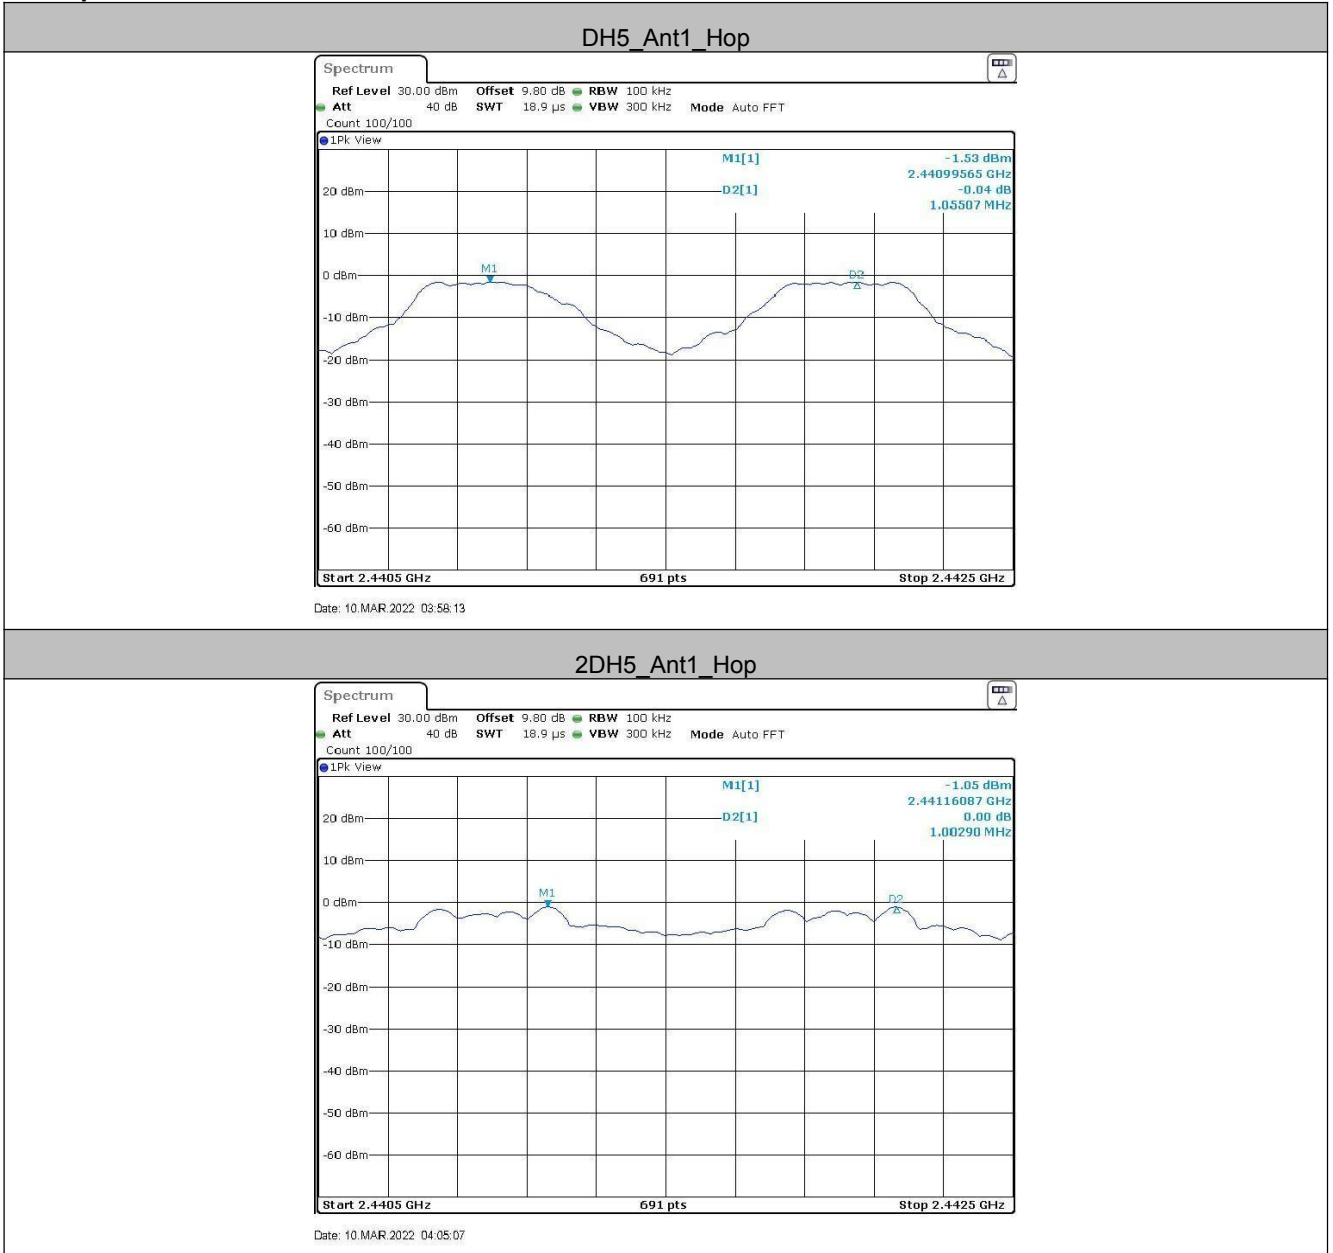 DH5_Ant1_Hop
Spectrum
Ref Level 30.00 dBm Offset 9.80 dB RBW 100 kHz
Att 40 dB SWT 18.9 µs VBW 300 kHz Mode Auto FFT
Count 100/100
1Pk View
M1[1] -1.53 dBm
2.44099565 GHz
D2[1] -0.04 dB
1.05507 MHz
20 dBm
10 dBm
M1
D2
0 dBm
-10 dBm
-20 dBm
-30 dBm
-40 dBm
-50 dBm
-60 dBm
Start 2.4405 GHz 691 pts Stop 2.4425 GHz
Date: 10.MAR.2022 03:58:13
2DH5_Ant1_Hop
Spectrum
Ref Level 30.00 dBm Offset 9.80 dB RBW 100 kHz
Att 40 dB SWT 18.9 µs VBW 300 kHz Mode Auto FFT
Count 100/100
1Pk View
M1[1] -1.05 dBm
2.44116087 GHz
D2[1] 0.00 dB
1.00290 MHz
20 dBm
10 dBm
M1
D2
0 dBm
-10 dBm
-20 dBm
-30 dBm
-40 dBm
-50 dBm
-60 dBm
Start 2.4405 GHz 691 pts Stop 2.4425 GHz
Date: 10.MAR.2022 04:05:07